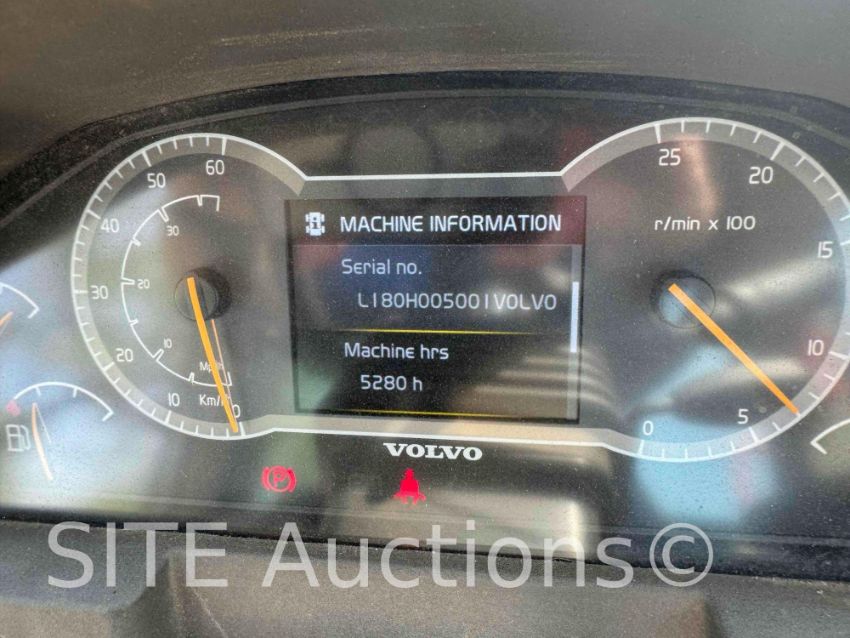 MACHINE INFORMATION
Serial no.
L180H005001VOLVO
Machine hrs
5280 h
60
50
40
30
20
10
0
30
20
10
Km/h
25
20
15
10
5
0
r/min x 100
VOLVO
P
SITE Auctions©